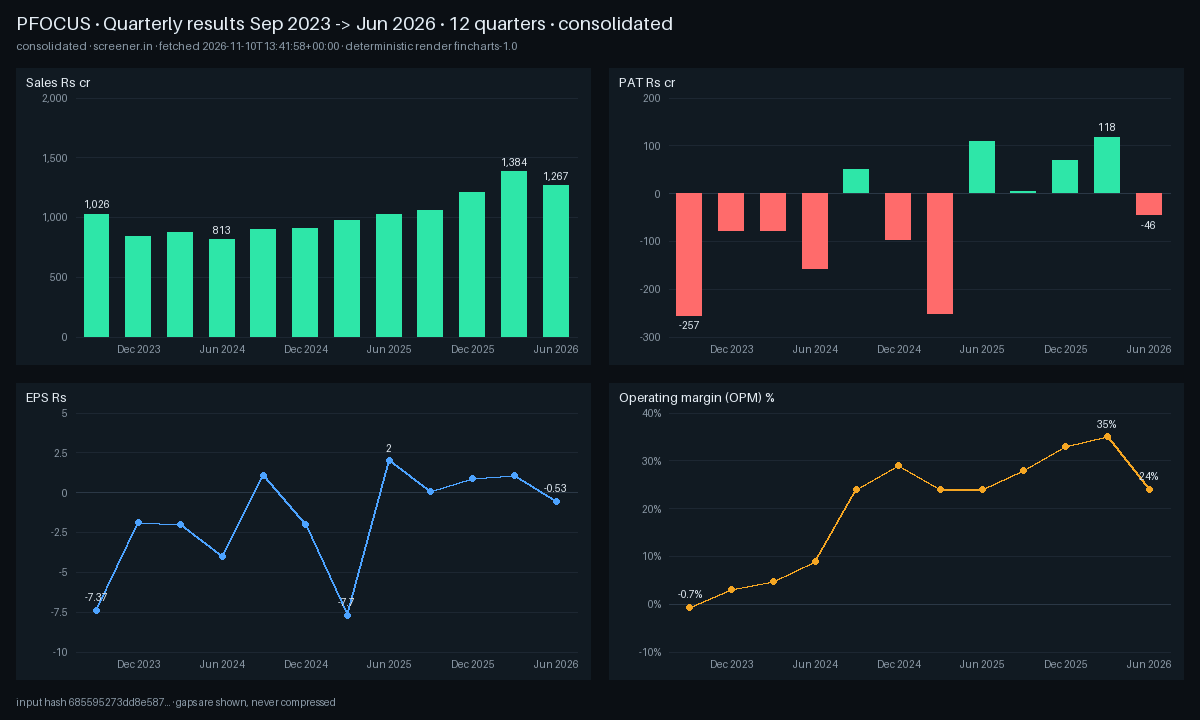 PFOCUS · Quarterly results Sep 2023 -> Jun 2026 · 12 quarters · consolidated
consolidated · screener.in · fetched 2026-11-10T13:41:58+00:00 · deterministic render fincharts-1.0
Sales Rs cr
2,000
1,500
1,000
500
0
1,026
813
1,384
1,267
Dec 2023
Jun 2024
Dec 2024
Jun 2025
Dec 2025
Jun 2026
PAT Rs cr
200
100
0
-100
-200
-300
-257
118
-46
Dec 2023
Jun 2024
Dec 2024
Jun 2025
Dec 2025
Jun 2026
EPS Rs
5
2.5
0
-2.5
-5
-7.5
-10
-7.37
-7.7
2
-0.53
Dec 2023
Jun 2024
Dec 2024
Jun 2025
Dec 2025
Jun 2026
Operating margin (OPM) %
40%
30%
20%
10%
0%
-10%
-0.7%
35%
24%
Dec 2023
Jun 2024
Dec 2024
Jun 2025
Dec 2025
Jun 2026
input hash 685595273dd8e587… · gaps are shown, never compressed